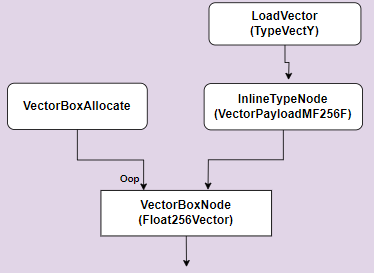 LoadVector
(TypeVectY)
VectorBoxAllocate
InlineTypeNode
(VectorPayloadMF256F)
Oop
VectorBoxNode
(Float256Vector)